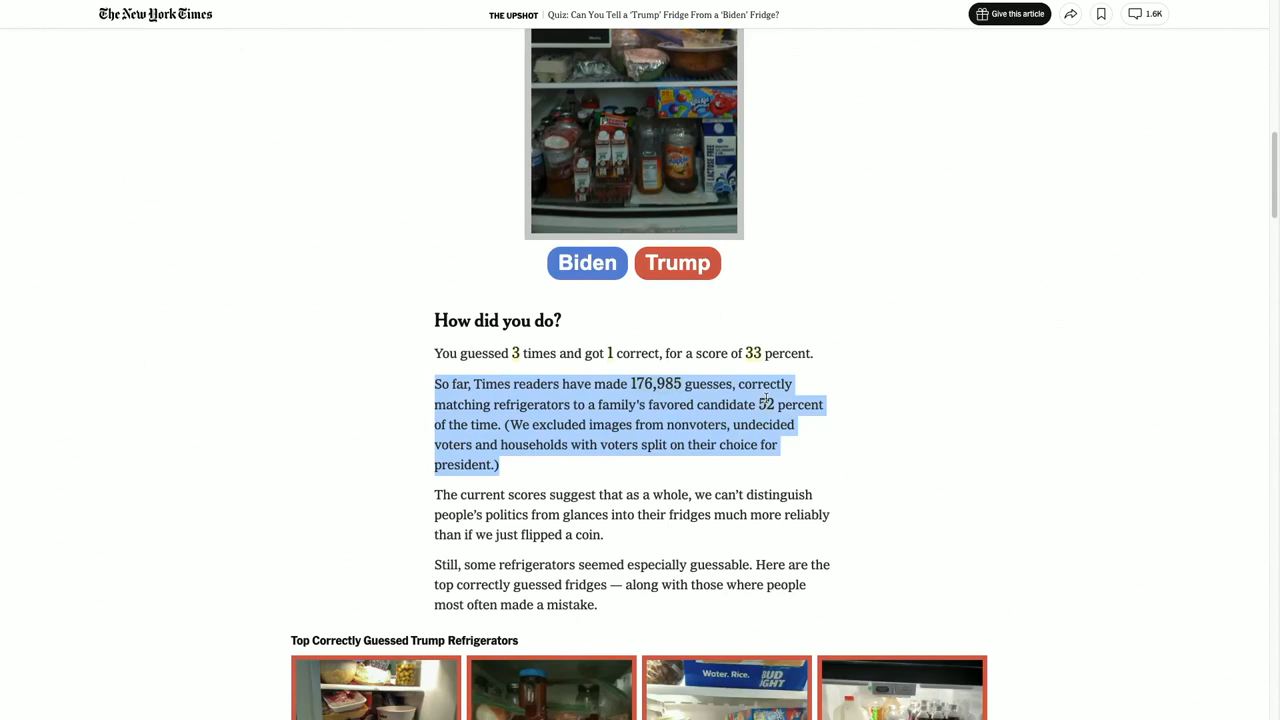 The New York Times
THE UPSHOT | Quiz: Can You Tell a ‘Trump’ Fridge From a ‘Biden’ Fridge?
Give this article
1.6K
Biden Trump
How did you do?
You guessed 3 times and got 1 correct, for a score of 33 percent.
So far, Times readers have made 176,985 guesses, correctly
matching refrigerators to a family's favored candidate 52 percent
of the time. (We excluded images from nonvoters, undecided
voters and households with voters split on their choice for
president.)
The current scores suggest that as a whole, we can’t distinguish
people’s politics from glances into their fridges much more reliably
than if we just flipped a coin.
Still, some refrigerators seemed especially guessable. Here are the
top correctly guessed fridges — along with those where people
most often made a mistake.
Top Correctly Guessed Trump Refrigerators
Water. Rice.
BUD
LIGHT